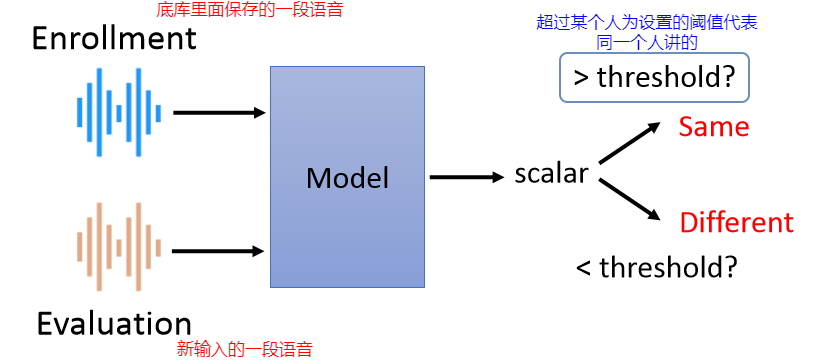 底库里面保存的一段语音
Enrollment
超过某个人为设置的阈值代表
同一个人讲的
> threshold?
Same
Model
scalar
Different
< threshold?
Evaluation
新输入的一段语音